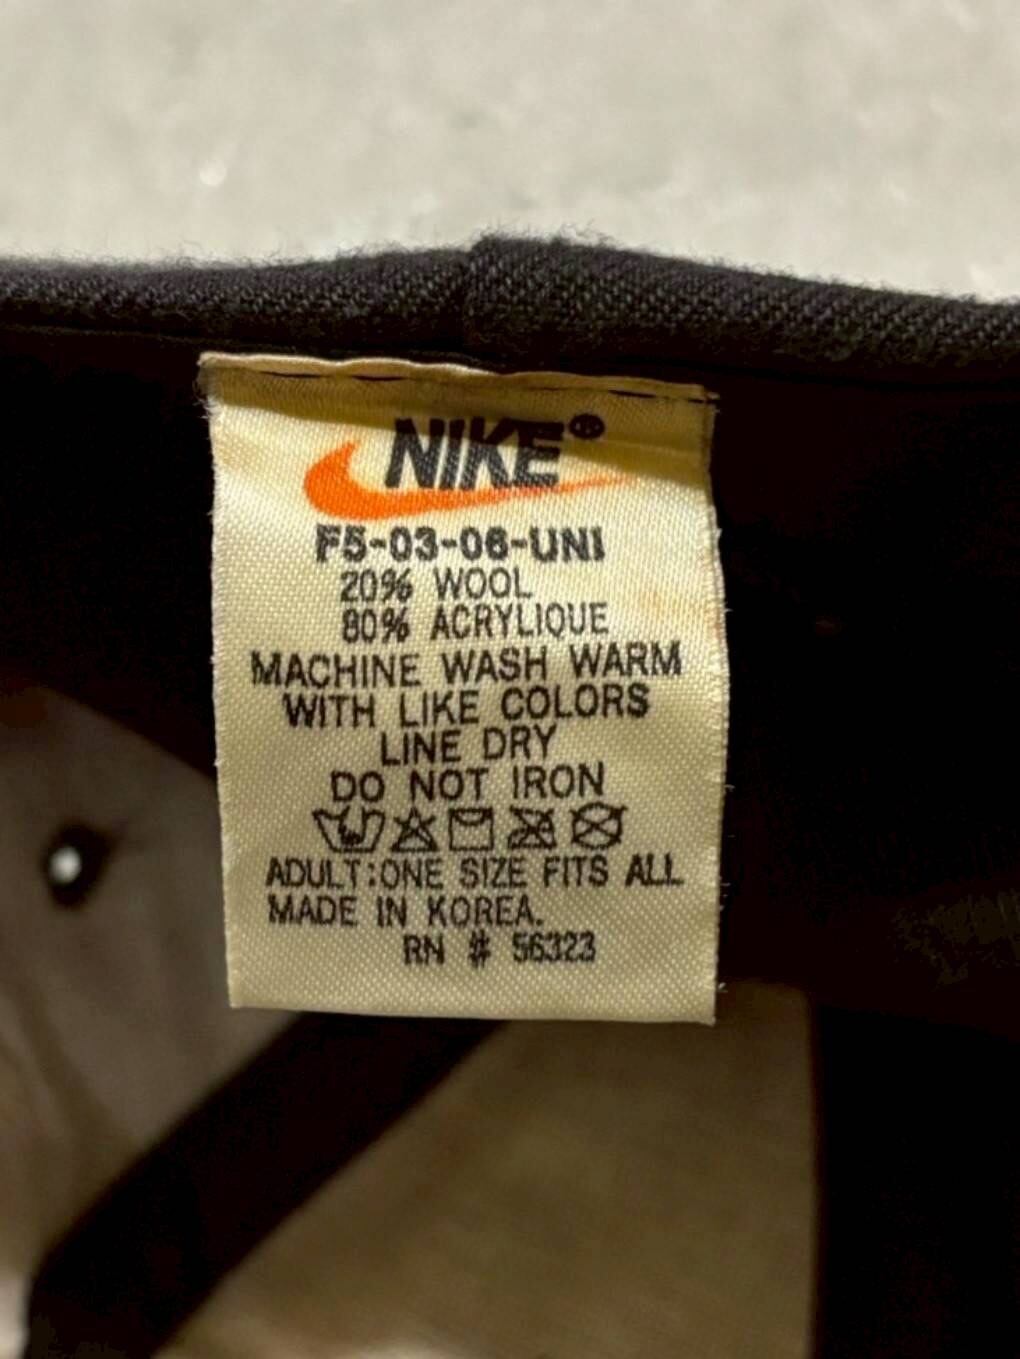 NIKE®
F5-03-06-UNI
20% WOOL
80% ACRYLIQUE
MACHINE WASH WARM
WITH LIKE COLORS
LINE DRY
DO NOT IRON
ADULT:ONE SIZE FITS ALL
MADE IN KOREA.
RN # 56323